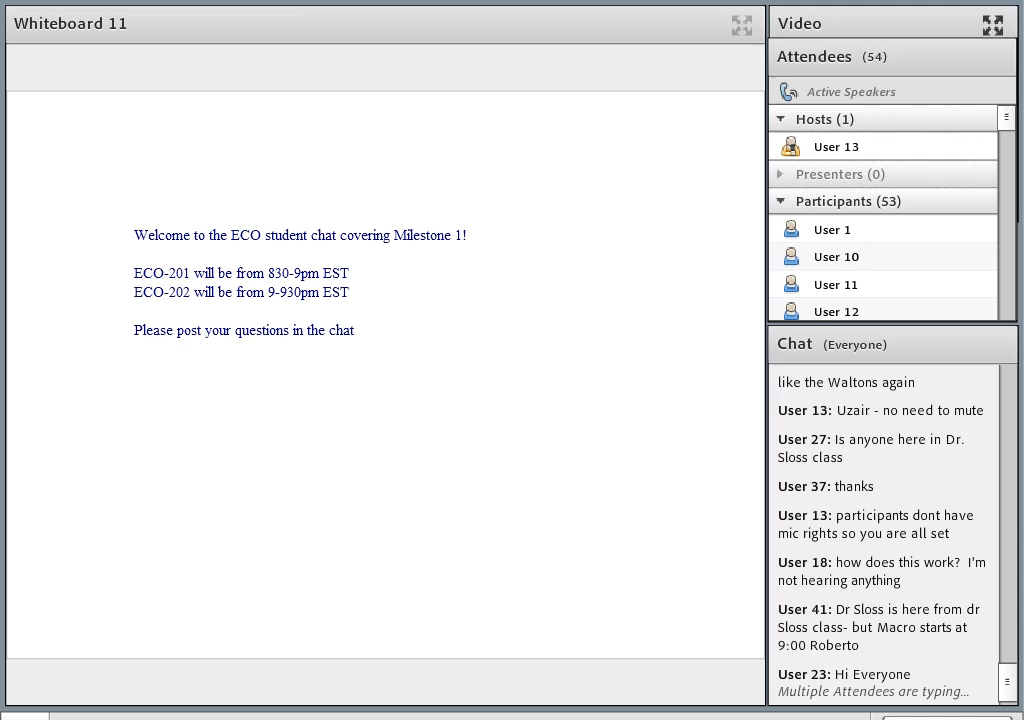 Whiteboard 11
Welcome to the ECO student chat covering Milestone 1!
ECO-201 will be from 830-9pm EST
ECO-202 will be from 9-930pm EST
Please post your questions in the chat
Video
Attendees (54)
Active Speakers
Hosts (1)
User 13
Presenters (0)
Participants (53)
User 1
User 10
User 11
User 12
Chat (Everyone)
like the Waltons again
User 13: Uzair - no need to mute
User 27: Is anyone here in Dr.
Sloss class
User 37: thanks
User 13: participants dont have
mic rights so you are all set
User 18: how does this work? I'm
not hearing anything
User 41: Dr Sloss is here from dr
Sloss class- but Macro starts at
9:00 Roberto
User 23: Hi Everyone
Multiple Attendees are typing...